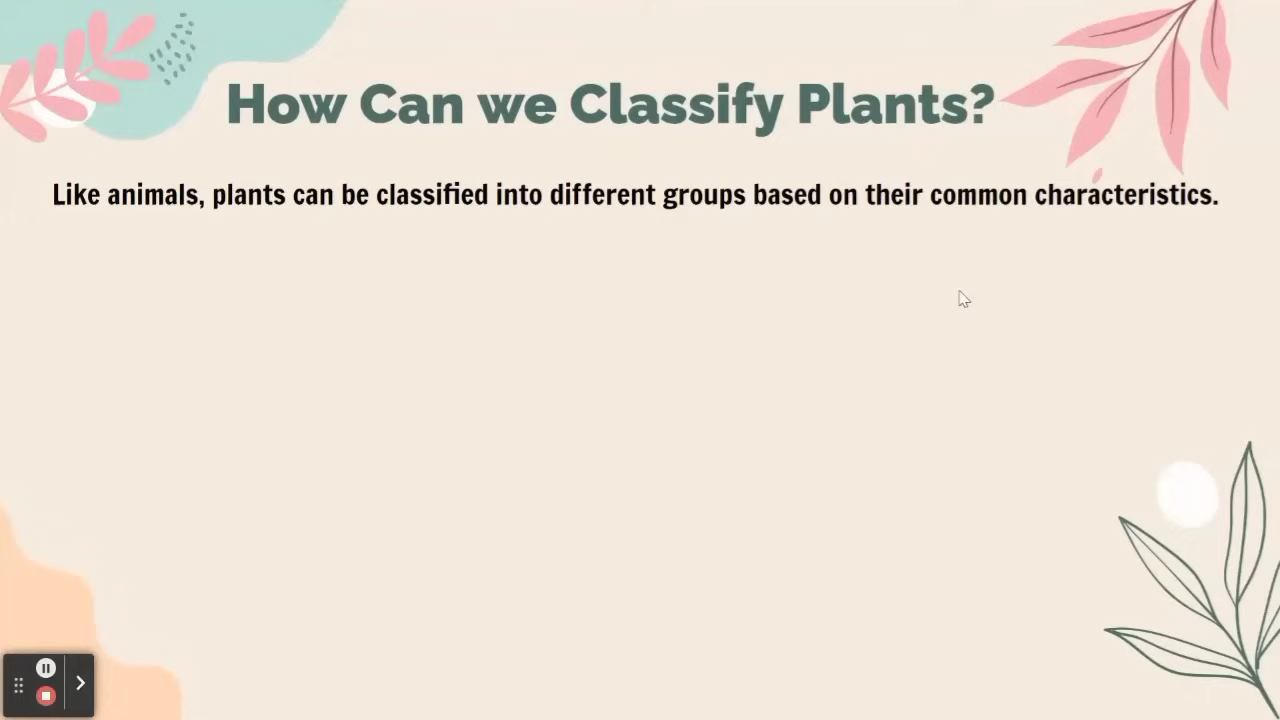 How Can we Classify Plants?
Like animals, plants can be classified into different groups based on their common characteristics.